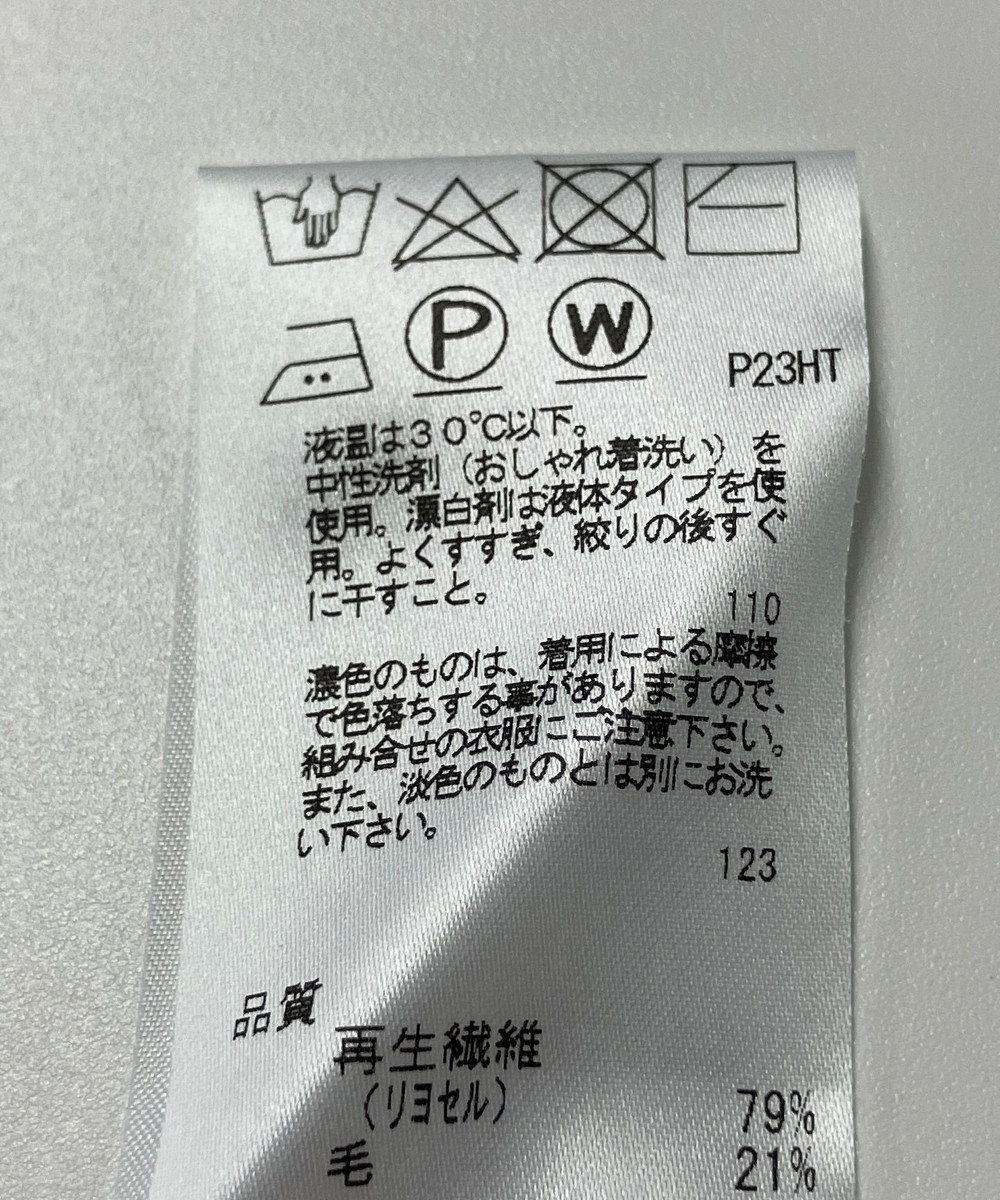 P W P23HT
液温は30℃以下。
中性洗剤（おしゃれ着洗い）を
使用。漂白剤は液体タイプを使
用。よくすすぎ、絞りの後すぐ
に干すこと。
110
濃色のものは、着用による摩擦
で色落ちする事がありますので、
組み合せの衣服にご注意下さい。
また、淡色のものとは別にお洗
い下さい。
123
品質
再生繊維
（リヨセル） 79%
毛 21%